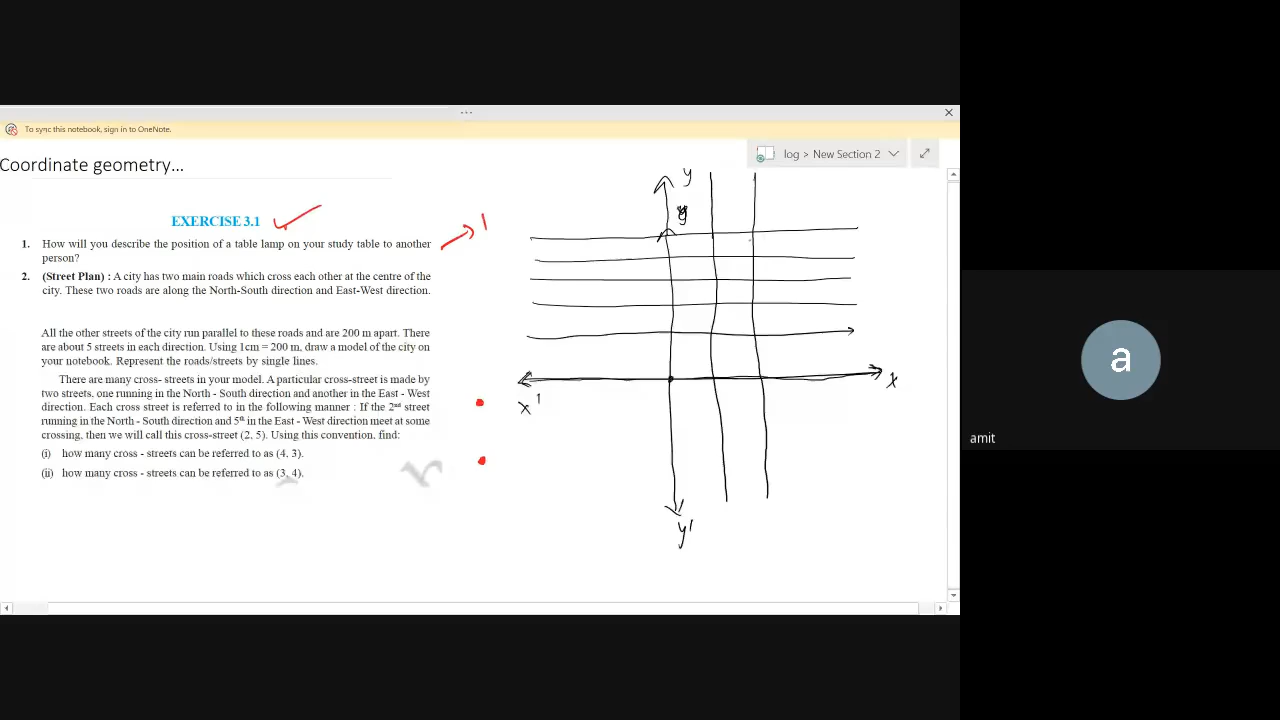 To sync this notebook, sign in to OneNote.
Coordinate geometry...
log > New Section 2
EXERCISE 3.1
1. How will you describe the position of a table lamp on your study table to another
person?
1
2. (Street Plan) : A city has two main roads which cross each other at the centre of the
city. These two roads are along the North-South direction and East-West direction.
All the other streets of the city run parallel to these roads and are 200 m apart. There
are about 5 streets in each direction. Using 1cm = 200 m, draw a model of the city on
your notebook. Represent the roads/streets by single lines.
There are many cross- streets in your model. A particular cross-street is made by
two streets, one running in the North - South direction and another in the East - West
direction. Each cross street is referred to in the following manner : If the 2nd street
running in the North - South direction and 5th in the East - West direction meet at some
crossing, then we will call this cross-street (2, 5). Using this convention, find:
(i) how many cross - streets can be referred to as (4, 3).
(ii) how many cross - streets can be referred to as (3, 4).
y
x
x'
y'
a
amit